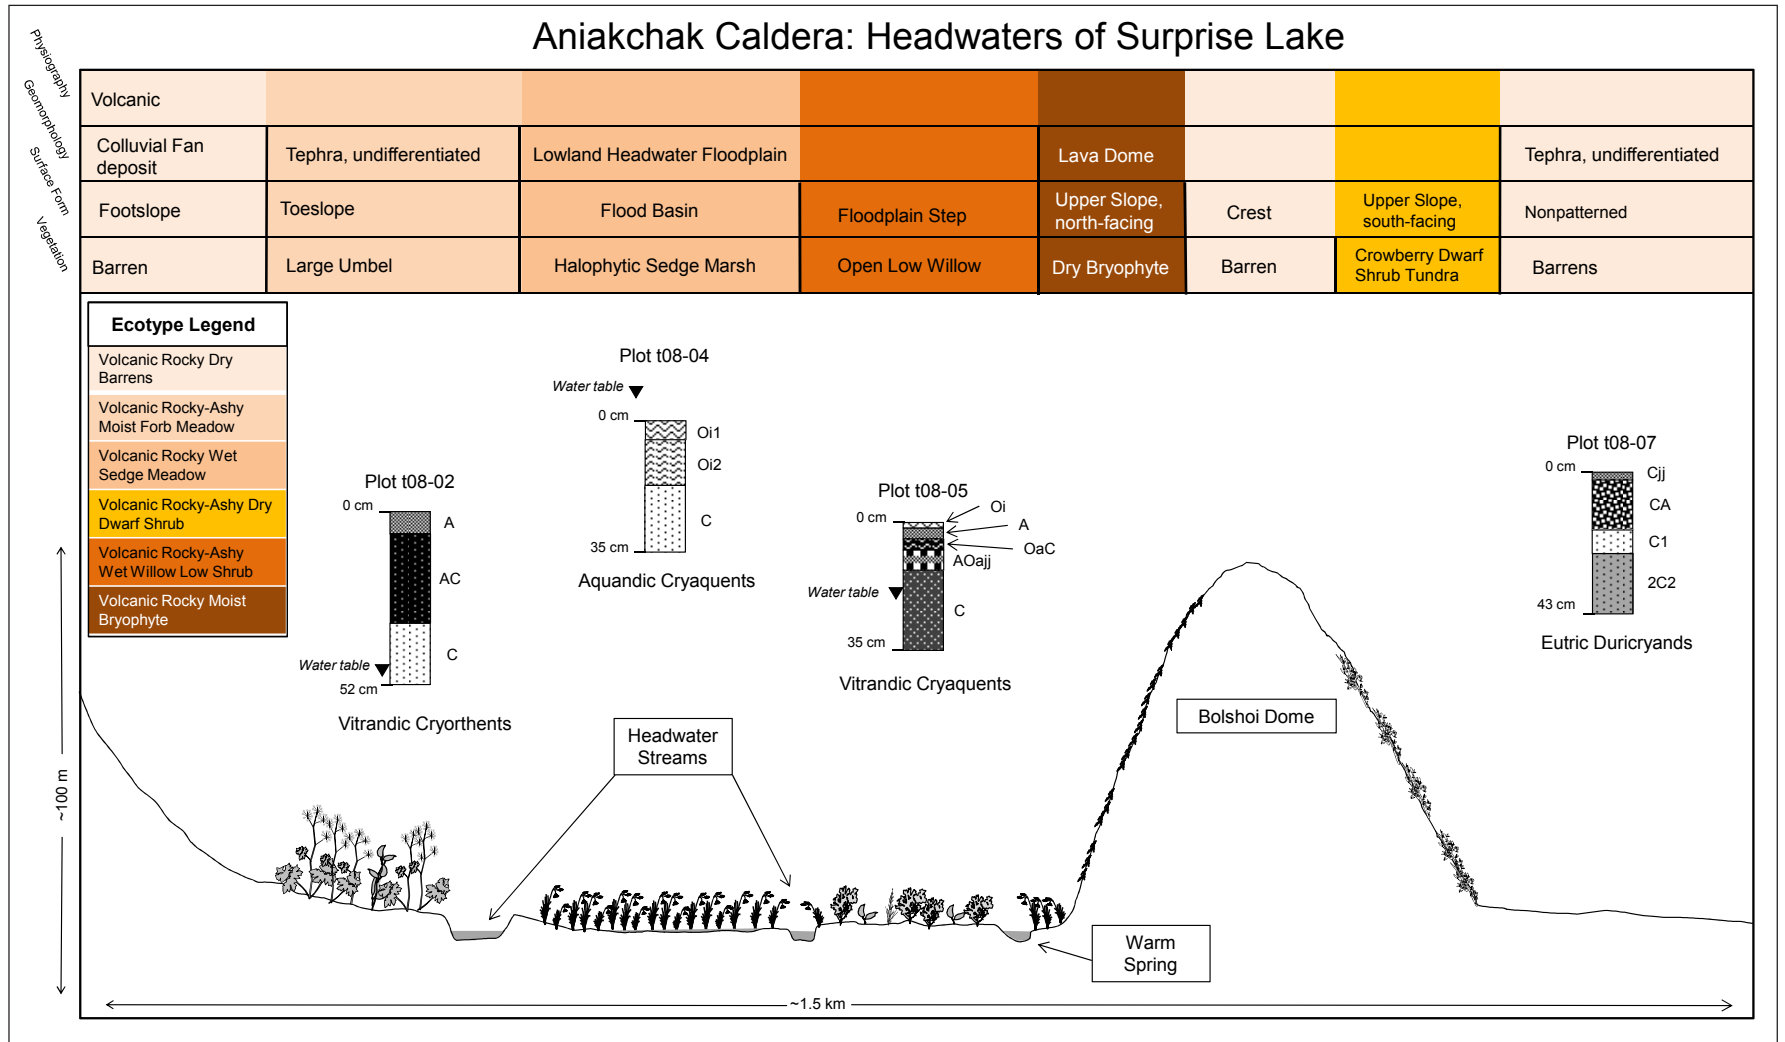 Aniakchak Caldera: Headwaters of Surprise Lake
Physiography
Geomorphology
Surface Form
Vegetation
Volcanic
Colluvial Fan
deposit
Tephra, undifferentiated
Lowland Headwater Floodplain
Lava Dome
Tephra, undifferentiated
Footslope
Toeslope
Flood Basin
Floodplain Step
Upper Slope,
north-facing
Crest
Upper Slope,
south-facing
Nonpatterned
Barren
Large Umbel
Halophytic Sedge Marsh
Open Low Willow
Dry Bryophyte
Barren
Crowberry Dwarf
Shrub Tundra
Barrens
Ecotype Legend
Volcanic Rocky Dry
Barrens
Volcanic Rocky-Ashy
Moist Forb Meadow
Volcanic Rocky Wet
Sedge Meadow
Volcanic Rocky-Ashy Dry
Dwarf Shrub
Volcanic Rocky-Ashy
Wet Willow Low Shrub
Volcanic Rocky Moist
Bryophyte
Plot t08-02
0 cm
A
AC
C
Water table
52 cm
Vitrandic Cryorthents
Plot t08-04
Water table
0 cm
Oi1
Oi2
C
35 cm
Aquandic Cryaquents
Plot t08-05
0 cm
Oi
A
OaC
AOajj
Water table
C
35 cm
Vitrandic Cryaquents
Plot t08-07
0 cm
Cjj
CA
C1
2C2
43 cm
Eutric Duricryands
Headwater
Streams
Bolshoi Dome
Warm
Spring
~100 m
~1.5 km